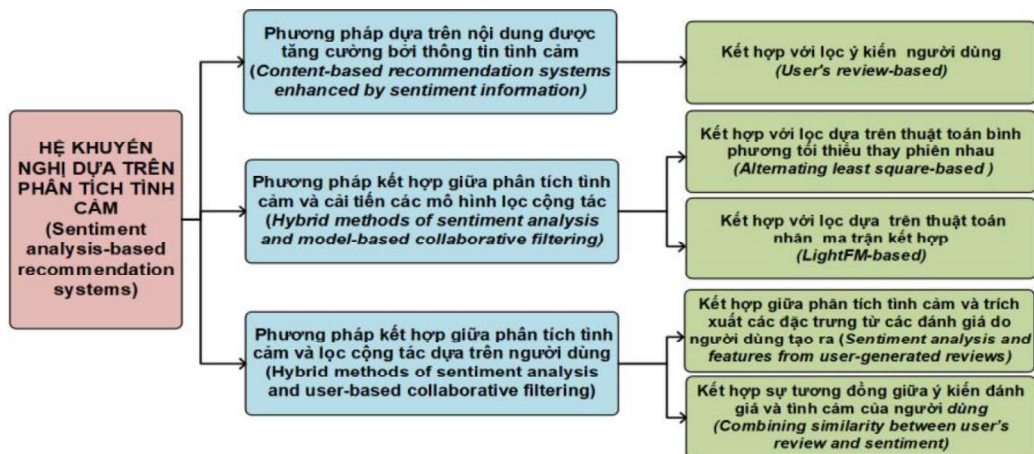 HỆ KHUYẾN
NGHỊ DỰA TRÊN
PHÂN TÍCH TÌNH
CẢM
(Sentiment
analysis-based
recommendation
systems)
Phương pháp dựa trên nội dung được
tăng cường bởi thông tin tình cảm
(Content-based recommendation systems
enhanced by sentiment information)
Kết hợp với lọc ý kiến người dùng
(User's review-based)
Phương pháp kết hợp giữa phân tích tình
cảm và cải tiến các mô hình lọc cộng tác
(Hybrid methods of sentiment analysis
and model-based collaborative filtering)
Kết hợp với lọc dựa trên thuật toán bình
phương tối thiểu thay phiên nhau
(Alternating least square-based )
Kết hợp với lọc dựa trên thuật toán
nhân ma trận kết hợp
(LightFM-based)
Phương pháp kết hợp giữa phân tích tình
cảm và lọc cộng tác dựa trên người dùng
(Hybrid methods of sentiment analysis
and user-based collaborative filtering)
Kết hợp giữa phân tích tình cảm và trích
xuất các đặc trưng từ các đánh giá do
người dùng tạo ra (Sentiment analysis and
features from user-generated reviews)
Kết hợp sự tương đồng giữa ý kiến đánh
giá và tình cảm của người dùng
(Combining similarity between user's
review and sentiment)